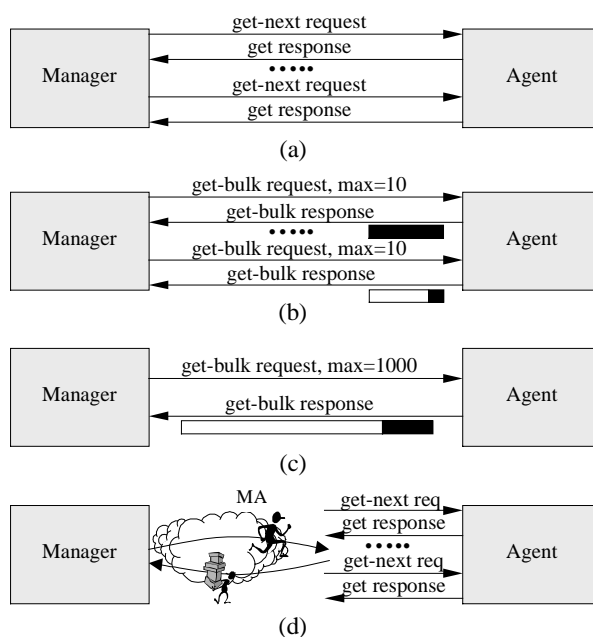 get-next request
get response
Manager
Agent
get-next request
get response
(a)
get-bulk request, max=10
get-bulk response
Manager
Agent
get-bulk request, max=10
get-bulk response
(b)
Manager
Agent
get-bulk request, max=1000
get-bulk response
(c)
MA
get-next req
get response
Manager
Agent
get-next req
get response
(d)